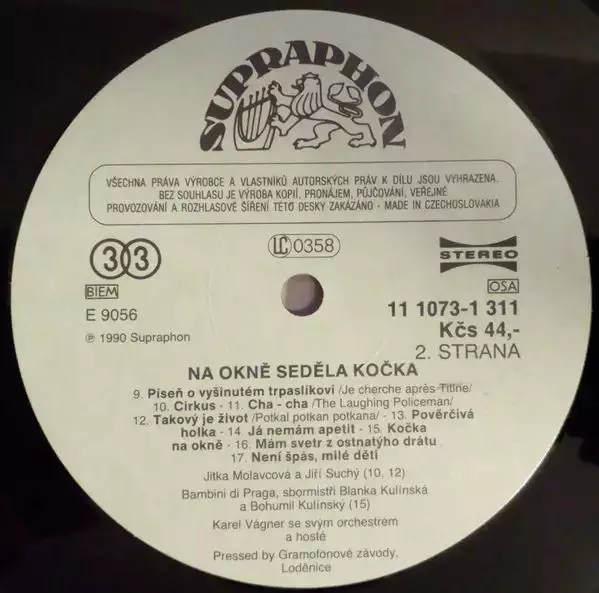 SUPRAPHON
VŠECHNA PRÁVA VÝROBCE A VLASTNÍKŮ AUTORSKÝCH PRÁV K DÍLU JSOU VYHRAZENA.
BEZ SOUHLASU JE VÝROBA KOPIÍ, PRONÁJEM, PŮJČOVÁNÍ, VEŘEJNÉ
PROVOZOVÁNÍ A ROZHLASOVÉ ŠÍŘENÍ TÉTO DESKY ZAKÁZÁNO - MADE IN CZECHOSLOVAKIA
33
LC 0358
STEREO
BIEM
OSA
E 9056
11 1073-1 311
℗ 1990 Supraphon
Kčs 44,-
2. STRANA
NA OKNĚ SEDĚLA KOČKA
9. Píseň o vyšinutém trpaslíkovi /Je cherche après Titine/
10. Cirkus - 11. Cha - cha /The Laughing Policeman/
12. Takový je život /Potkal potkan potkana/ - 13. Pověrčivá
holka - 14. Já nemám apetit - 15. Kočka
na okně - 16. Mám svetr z ostnatýho drátu
17. Není špás, milé děti
Jitka Molavcová a Jiří Suchý (10, 12)
Bambini di Praga, sbormistři Blanka Kulínská
a Bohumil Kulínský (15)
Karel Vágner se svým orchestrem
a hosté
Pressed by Gramofonové závody,
Loděnice